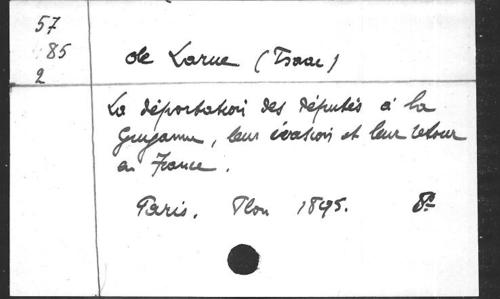 57
85
2
de Larue (Isaac)
La déportation des députés à la
Guyanne, leur évasion et leur retour
en France.
Paris. Plon 1895. 8°